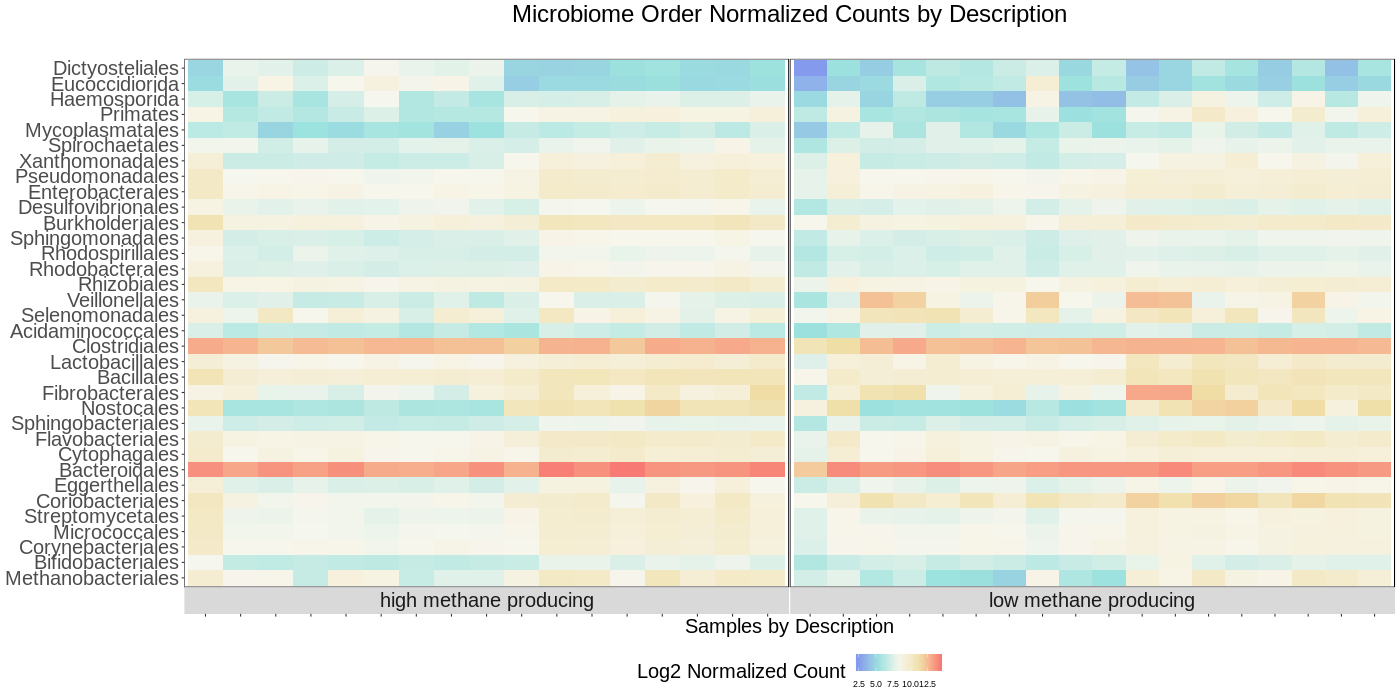 Microbiome Order Normalized Counts by Description
Dictyosteliales
Eucoccidiorida
Haemosporida
Primates
Mycoplasmatales
Spirochaetales
Xanthomonadales
Pseudomonadales
Enterobacterales
Desulfovibrionales
Burkholderiales
Sphingomonadales
Rhodospirillales
Rhodobacterales
Rhizobiales
Veillonellales
Selenomonadales
Acidaminococcales
Clostridiales
Lactobacillales
Bacillales
Fibrobacterales
Nostocales
Sphingobacteriales
Flavobacteriales
Cytophagales
Bacteroidales
Eggerthellales
Coriobacteriales
Streptomycetales
Micrococcales
Corynebacteriales
Bifidobacteriales
Methanobacteriales
high methane producing low methane producing
Samples by Description
Log2 Normalized Count
2.5 5.0 7.5 10.0 12.5